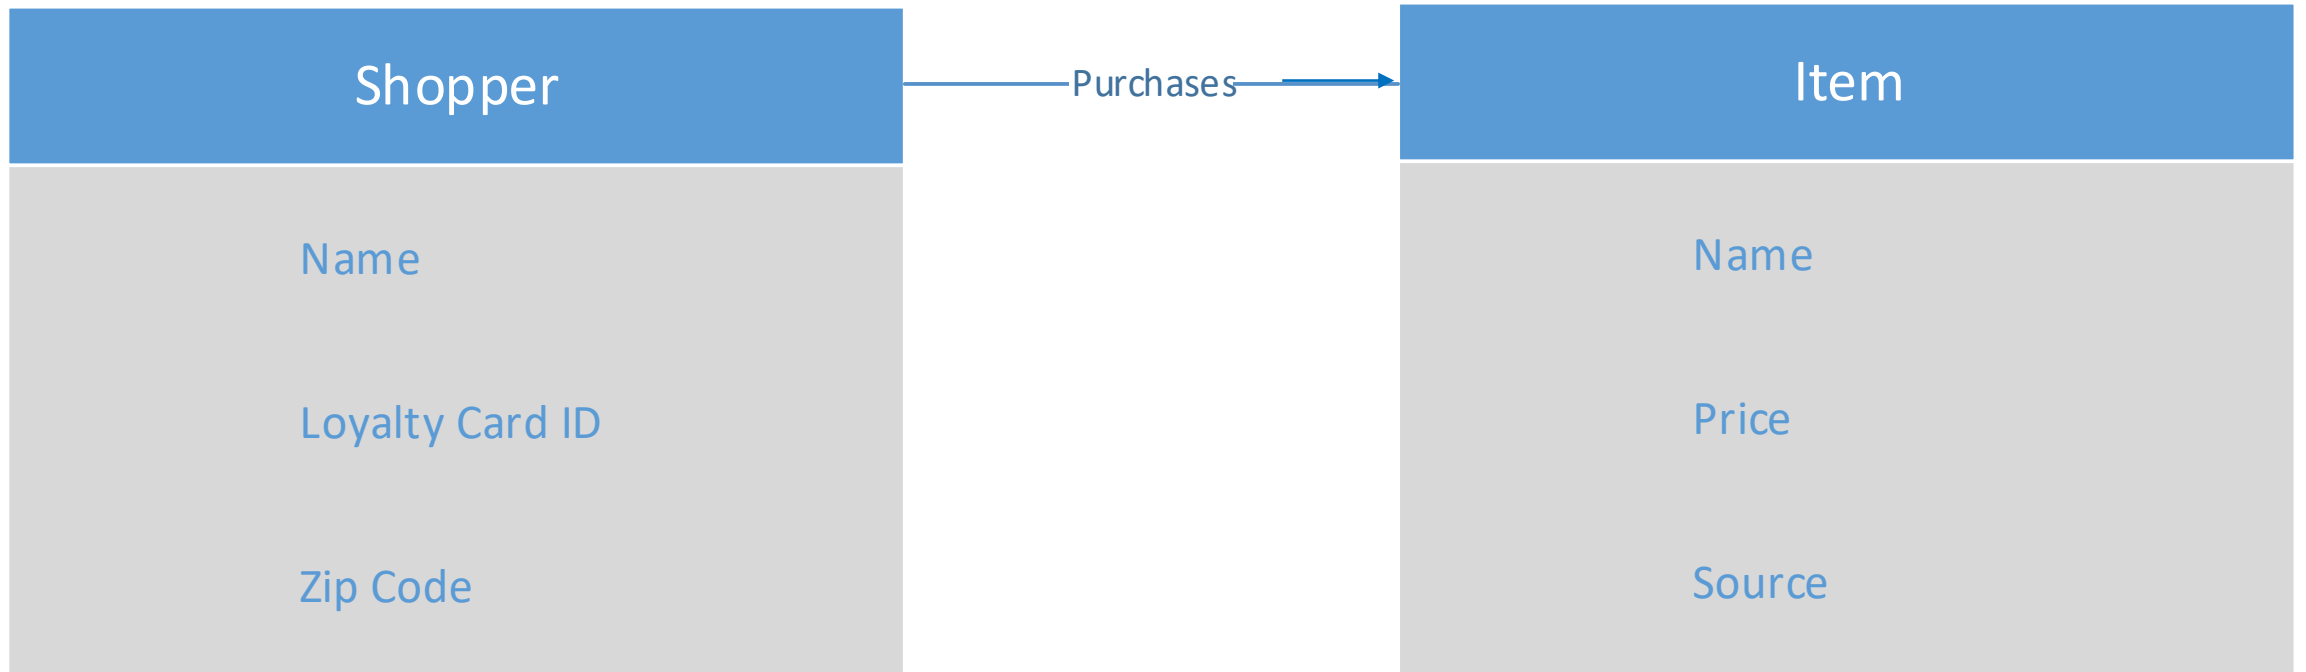 Shopper
Purchases
Item
Name
Loyalty Card ID
Zip Code
Name
Price
Source